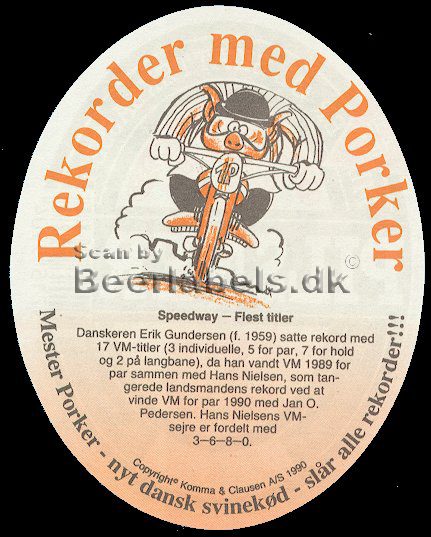 Rekorder med Porker
Scan by
Beerlabels.dk
©
Speedway – Flest titler
Danskeren Erik Gundersen (f. 1959) satte rekord med
17 VM-titler (3 individuelle, 5 for par, 7 for hold
og 2 på langbane), da han vandt VM 1989 for
par sammen med Hans Nielsen, som tan-
gerede landsmandens rekord ved at
vinde VM for par 1990 med Jan O.
Pedersen. Hans Nielsens VM-
sejre er fordelt med
3–6–8–0.
Copyright® Komma & Clausen A/S 1990
Mester Porker - nyt dansk svinekød - slår alle rekorder!!!